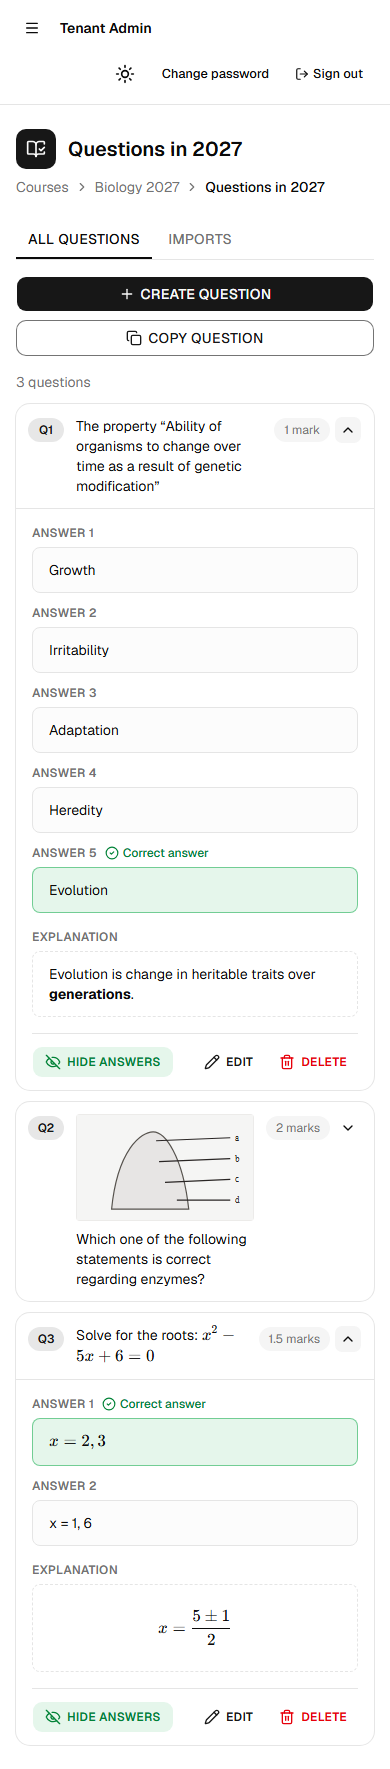 Tenant Admin
Change password
Sign out
Questions in 2027
Courses > Biology 2027 > Questions in 2027
ALL QUESTIONS
IMPORTS
+ CREATE QUESTION
COPY QUESTION
3 questions
Q1
The property “Ability of
organisms to change over
time as a result of genetic
modification”
1 mark
ANSWER 1
Growth
ANSWER 2
Irritability
ANSWER 3
Adaptation
ANSWER 4
Heredity
ANSWER 5 Correct answer
Evolution
EXPLANATION
Evolution is change in heritable traits over
generations.
HIDE ANSWERS
EDIT
DELETE
Q2
a
b
c
d
2 marks
Which one of the following
statements is correct
regarding enzymes?
Q3
Solve for the roots: x² −
5x + 6 = 0
1.5 marks
ANSWER 1 Correct answer
x = 2, 3
ANSWER 2
x = 1, 6
EXPLANATION
x = (5 ± 1)/2
HIDE ANSWERS
EDIT
DELETE